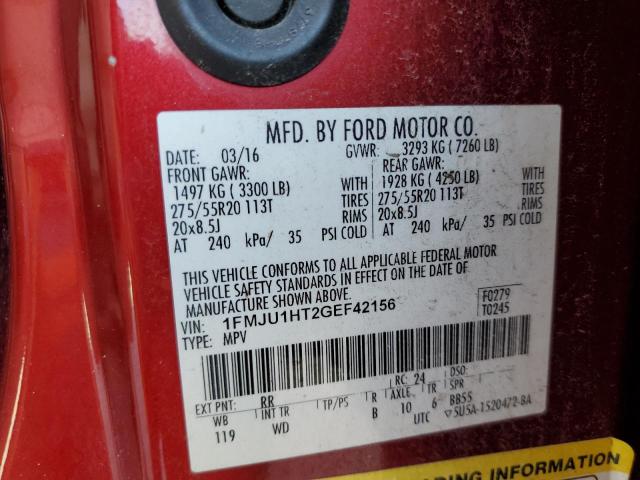 MFD. BY FORD MOTOR CO.
DATE: 03/16 GVWR: 3293 KG ( 7260 LB)
FRONT GAWR: REAR GAWR:
1497 KG ( 3300 LB) WITH 1928 KG ( 4250 LB) WITH
275/55R20 113T TIRES 275/55R20 113T TIRES
20x8.5J RIMS 20x8.5J RIMS
AT 240 kPa/ 35 PSI COLD AT 240 kPa/ 35 PSI COLD
THIS VEHICLE CONFORMS TO ALL APPLICABLE FEDERAL MOTOR
VEHICLE SAFETY STANDARDS IN EFFECT ON THE DATE OF
MANUFACTURE SHOWN ABOVE.
VIN: 1FMJU1HT2GEF42156 F0279
TYPE: MPV T0245
EXT PNT: RR RC: 24 DSO:
WB INT TR TP/PS R AXLE TR SPR
119 WD B 10 6 BB55
UTC 5U5A-1520472-BA
INFORMATION